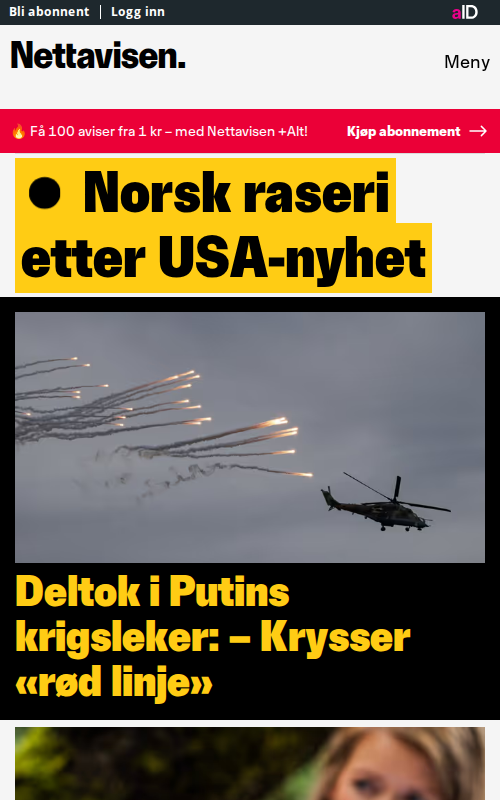 Bli abonnent | Logg inn
aID
Nettavisen.
Meny
🔥 Få 100 aviser fra 1 kr – med Nettavisen +Alt!
Kjøp abonnement →
● Norsk raseri
etter USA-nyhet
Deltok i Putins
krigsleker: – Krysser
«rød linje»